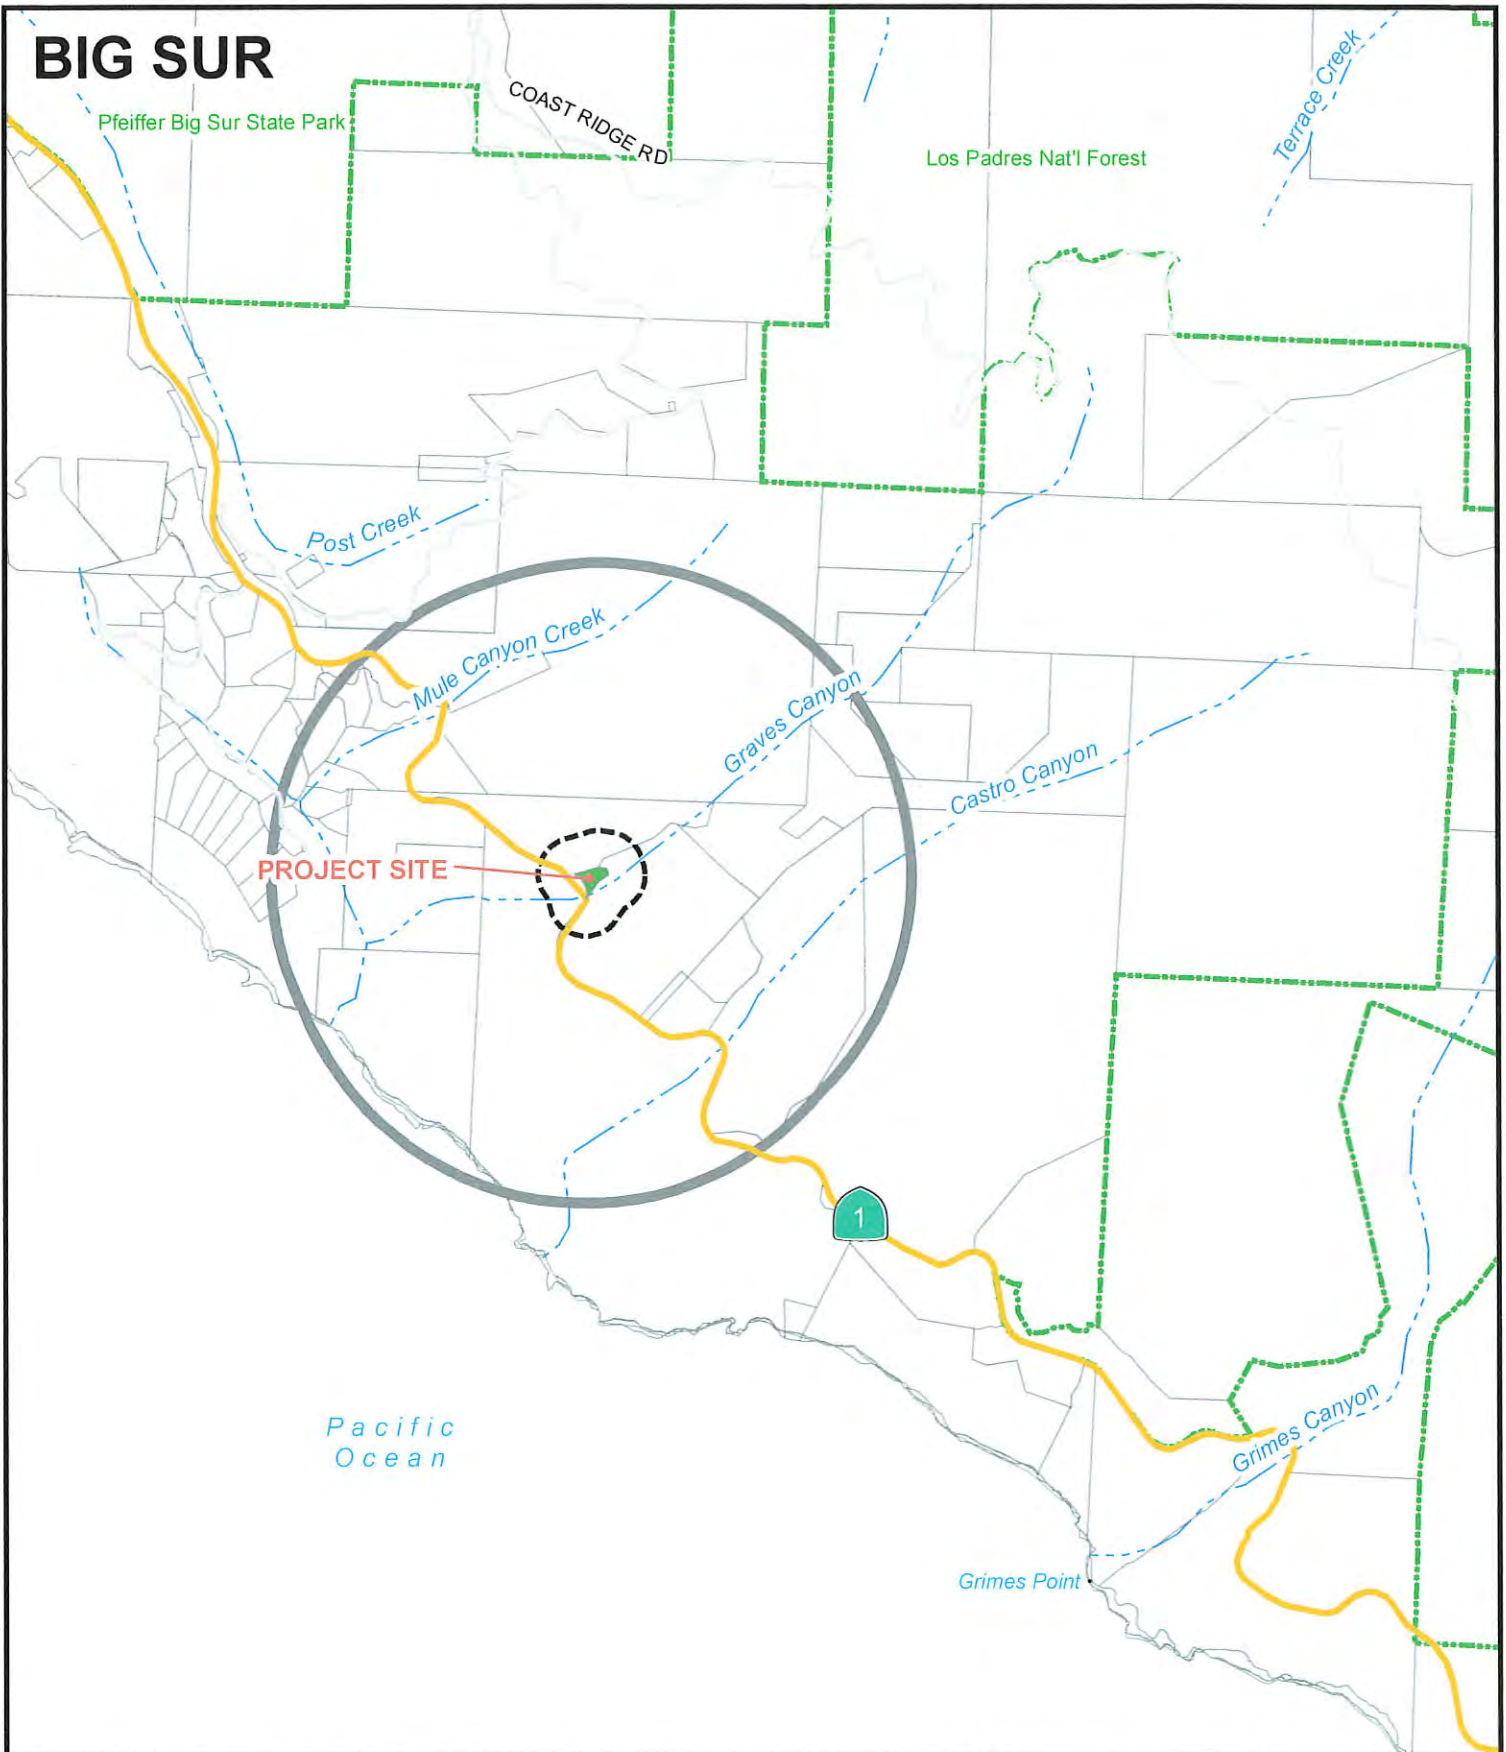 BIG SUR
Pfeiffer Big Sur State Park
COAST RIDGE RD
Los Padres Nat'l Forest
Terrace Creek
Post Creek
Mule Canyon Creek
Graves Canyon
Castro Canyon
PROJECT SITE
1
Pacific
Ocean
Grimes Canyon
Grimes Point